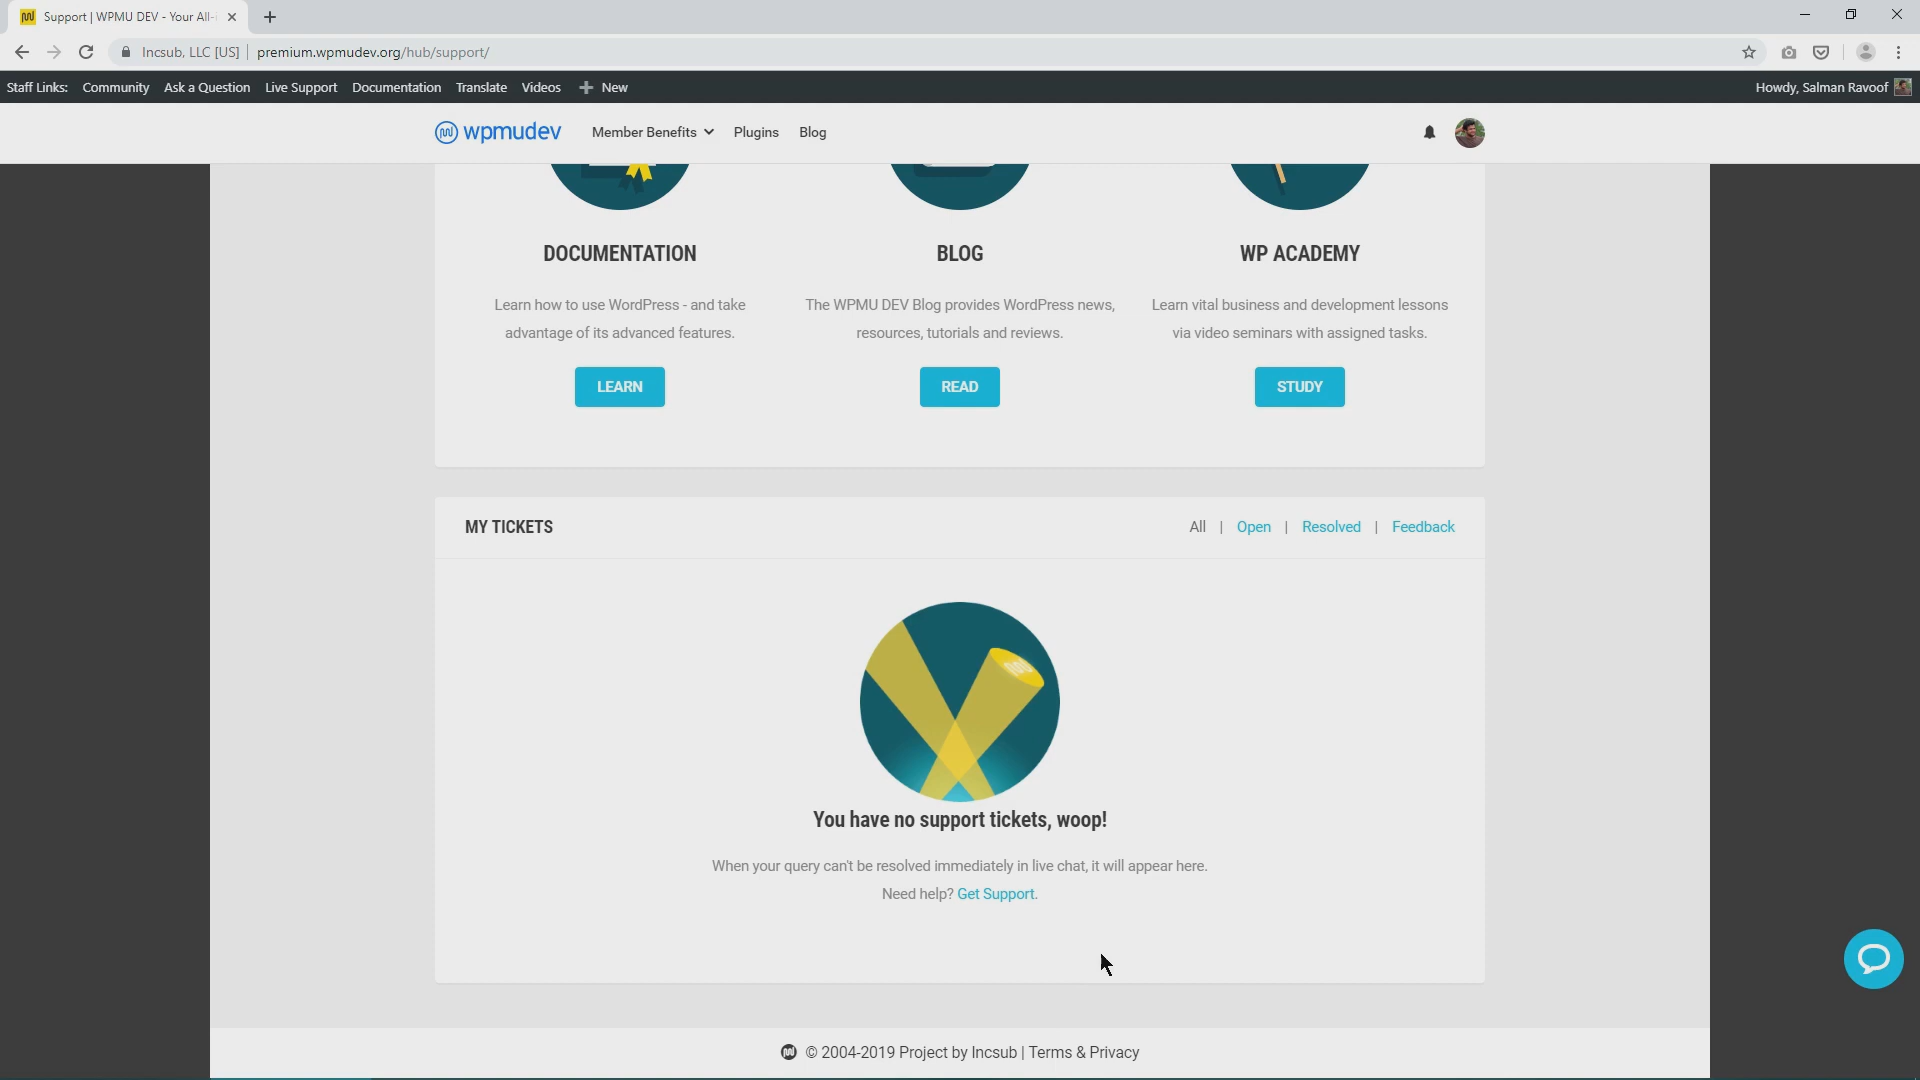 Support | WPMU DEV - Your All-
Incsub, LLC [US] premium.wpmudev.org/hub/support/
Staff Links: Community Ask a Question Live Support Documentation Translate Videos New Howdy, Salman Ravoof
wpmudev Member Benefits Plugins Blog
DOCUMENTATION BLOG WP ACADEMY
Learn how to use WordPress - and take The WPMU DEV Blog provides WordPress news, Learn vital business and development lessons
advantage of its advanced features. resources, tutorials and reviews. via video seminars with assigned tasks.
LEARN READ STUDY
MY TICKETS All | Open | Resolved | Feedback
You have no support tickets, woop!
When your query can't be resolved immediately in live chat, it will appear here.
Need help? Get Support.
© 2004-2019 Project by Incsub | Terms & Privacy